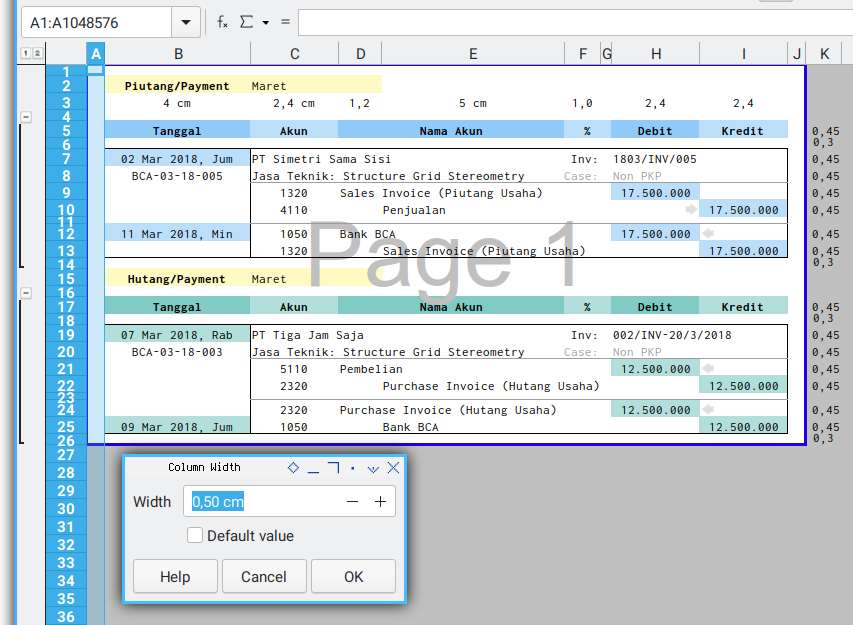 A1:A1048576 fx Σ =
1 2 A B C D E F G H I J K
1
2 Piutang/Payment Maret
3 4 cm 2,4 cm 1,2 5 cm 1,0 2,4 2,4
4
5 Tanggal Akun Nama Akun % Debit Kredit 0,45
6 0,3
7 02 Mar 2018, Jum PT Simetri Sama Sisi Inv: 1803/INV/005 0,45
8 BCA-03-18-005 Jasa Teknik: Structure Grid Stereometry Case: Non PKP 0,45
9 1320 Sales Invoice (Piutang Usaha) 17.500.000 0,45
10 4110 Penjualan 17.500.000 0,45
11
12 11 Mar 2018, Min 1050 Bank BCA 17.500.000 0,45
13 1320 Sales Invoice (Piutang Usaha) 17.500.000 0,45
Page 1
14 0,3
15 Hutang/Payment Maret
16
17 Tanggal Akun Nama Akun % Debit Kredit 0,45
18 0,3
19 07 Mar 2018, Rab PT Tiga Jam Saja Inv: 002/INV-20/3/2018 0,45
20 BCA-03-18-003 Jasa Teknik: Structure Grid Stereometry Case: Non PKP 0,45
21 5110 Pembelian 12.500.000 0,45
22 2320 Purchase Invoice (Hutang Usaha) 12.500.000 0,45
23
24 2320 Purchase Invoice (Hutang Usaha) 12.500.000 0,45
25 09 Mar 2018, Jum 1050 Bank BCA 12.500.000 0,45
26 0,3
27
28
29
30
31
32
33
34
35
36
Column Width
Width 0,50 cm
Default value
Help Cancel OK